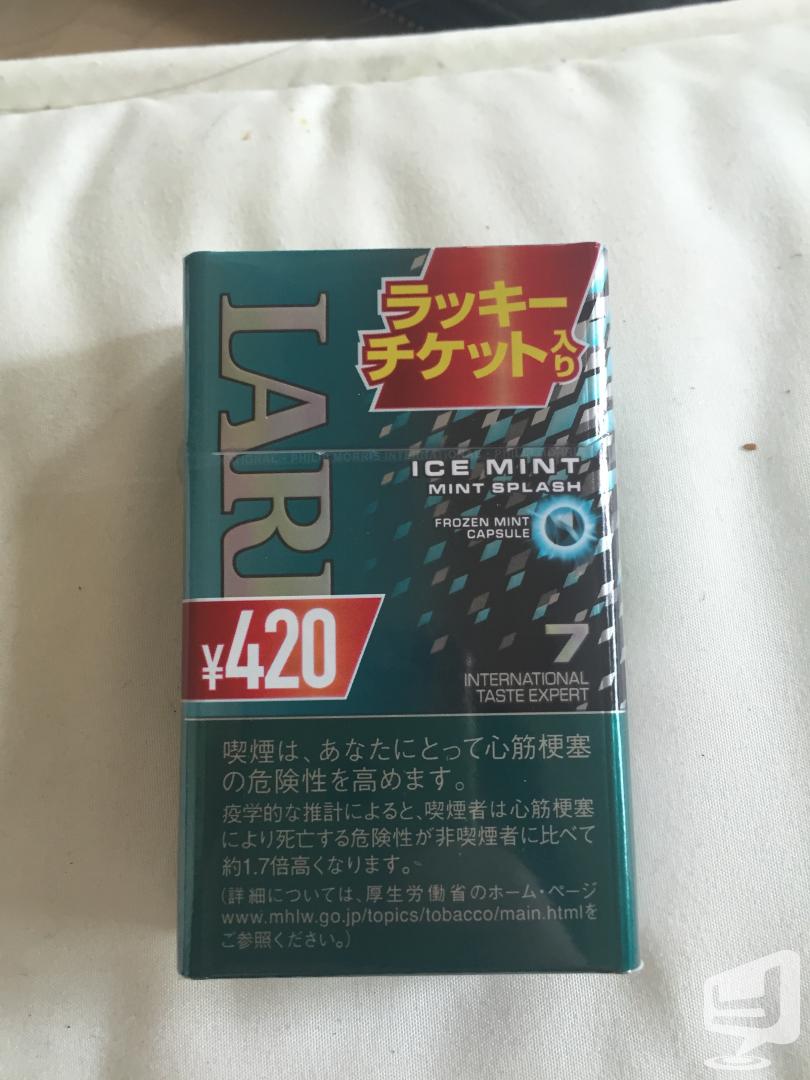 ラッキー
チケット入り
LARK
ICE MINT
MINT SPLASH
FROZEN MINT
CAPSULE
¥420
7
INTERNATIONAL
TASTE EXPERT
喫煙は、あなたにとって心筋梗塞
の危険性を高めます。
疫学的な推計によると、喫煙者は心筋梗塞
により死亡する危険性が非喫煙者に比べて
約1.7倍高くなります。
(詳細については、厚生労働省のホーム・ページ
www.mhlw.go.jp/topics/tobacco/main.htmlを
ご参照ください。)